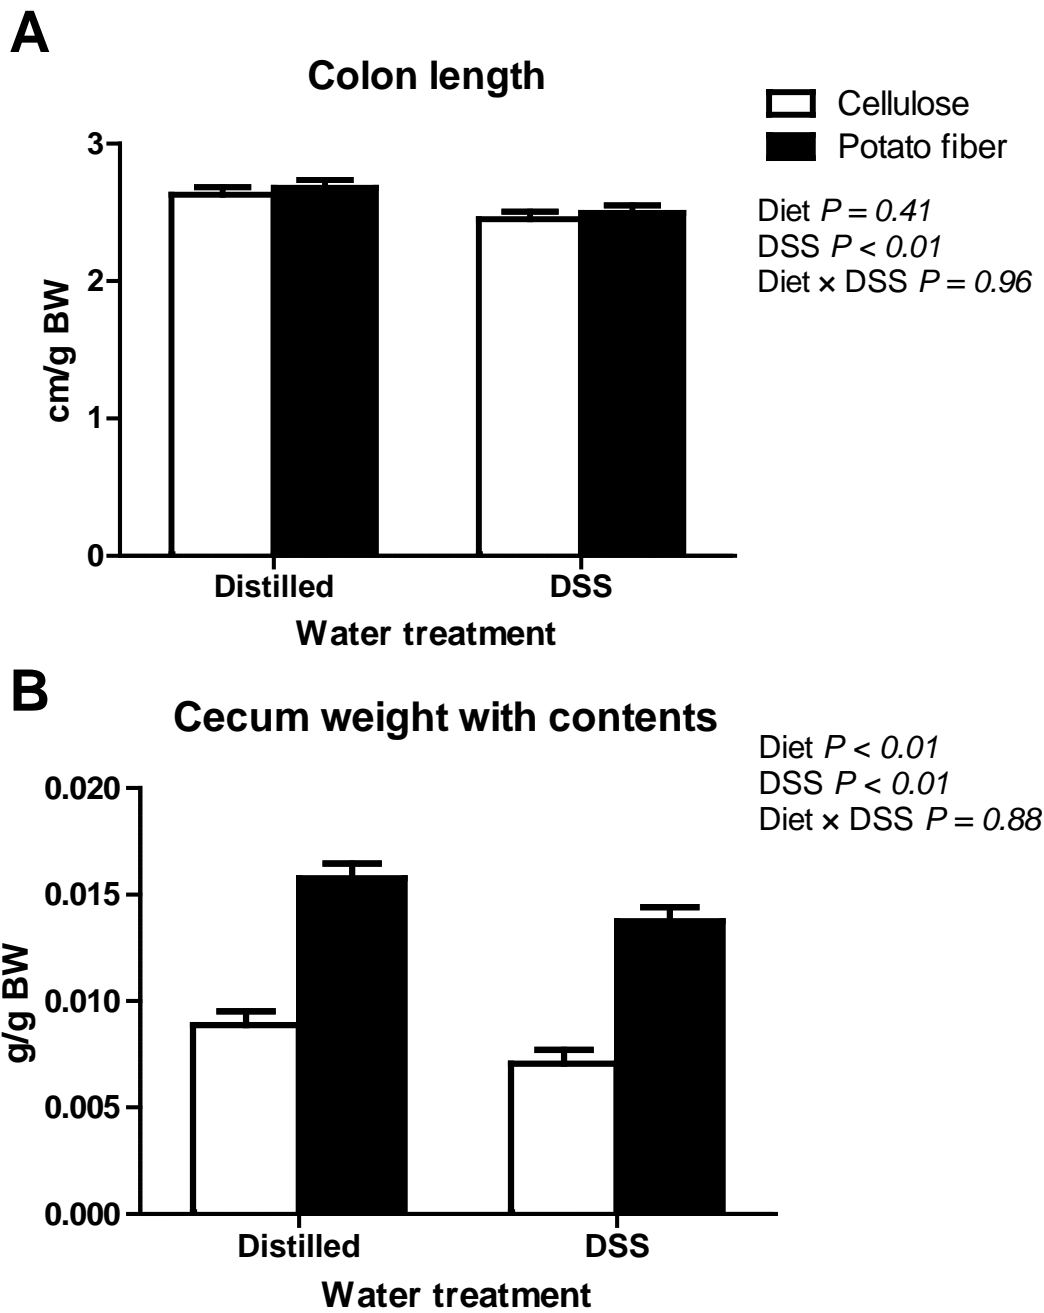 A
Colon length
Cellulose
Potato fiber
Diet P = 0.41
DSS P < 0.01
Diet × DSS P = 0.96
cm/g BW
3
2
1
0
Distilled
DSS
Water treatment
B
Cecum weight with contents
Diet P < 0.01
DSS P < 0.01
Diet × DSS P = 0.88
g/g BW
0.020
0.015
0.010
0.005
0.000
Distilled
DSS
Water treatment